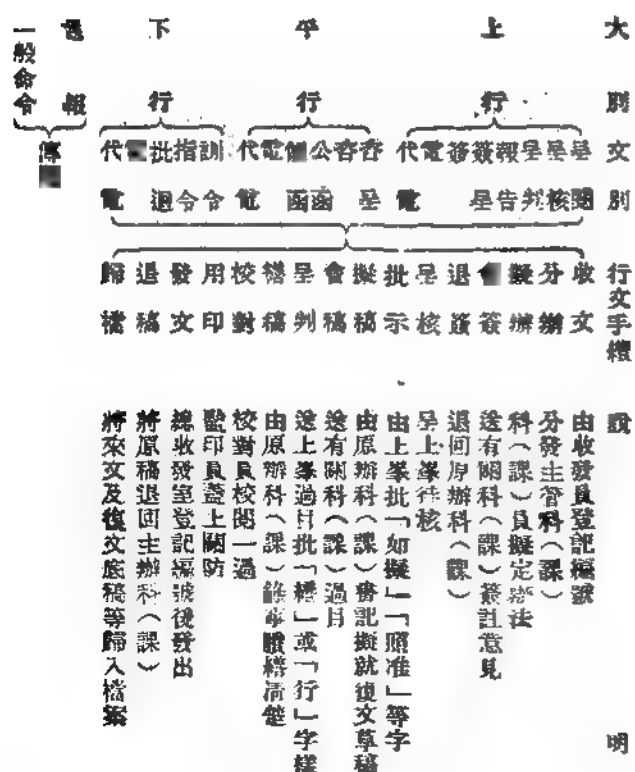 大別 文別 行文手續 說明
上行
呈閱
呈核
呈判
報告
簽呈
簽
電
代電
平行
咨呈
咨
公函
函
電
代電
下行
訓令
指令
批迴
電
代電
通報
一般命令
傳
收文 由收發員登記編號
分辦 分發主管科(課)
擬辦 科(課)員擬定辦法
簽 送有關科(課)簽註意見
退簽 退回原辦科(課)
呈核 呈上峯待核
批示 由上峯批「如擬」「照准」等字
擬稿 由原辦科(課)書記擬就復文草稿
會稿 送有關科(課)過目
呈判 送上峯過目批「繕」或「行」字樣
繕稿 由原辦科(課)錄事謄繕清楚
校對 校對員校閱一過
用印 監印員蓋上關防
發文 總收發室登記編號後發出
退稿 將原稿退回主辦科(課)
歸檔 將來文及復文底稿等歸入檔案